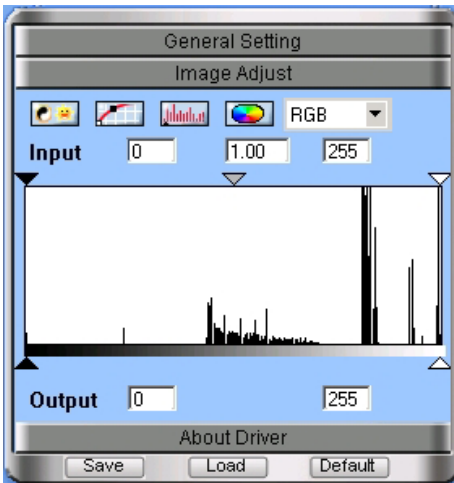 General Setting
Image Adjust
RGB
Input 0 1.00 255
Output 0 255
About Driver
Save Load Default